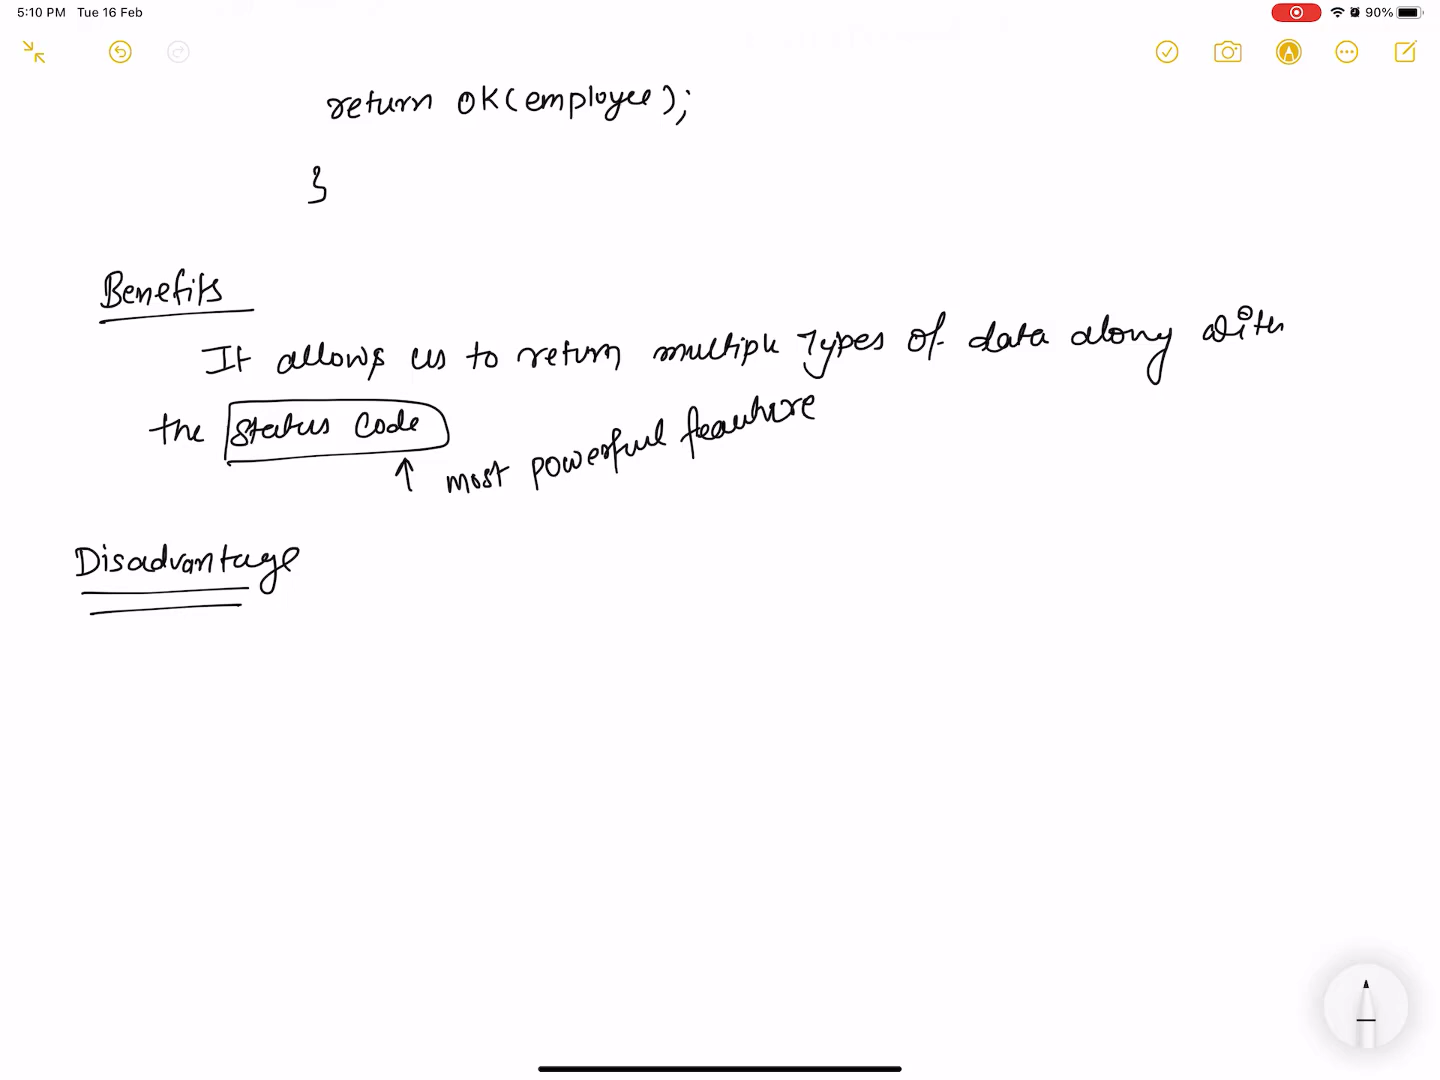 5:10 PM Tue 16 Feb 90%
return OK(employee);
}
Benefits
It allows us to return multiple Types of data along with
the Status Code
↑ most powerful feauture
Disadvantage